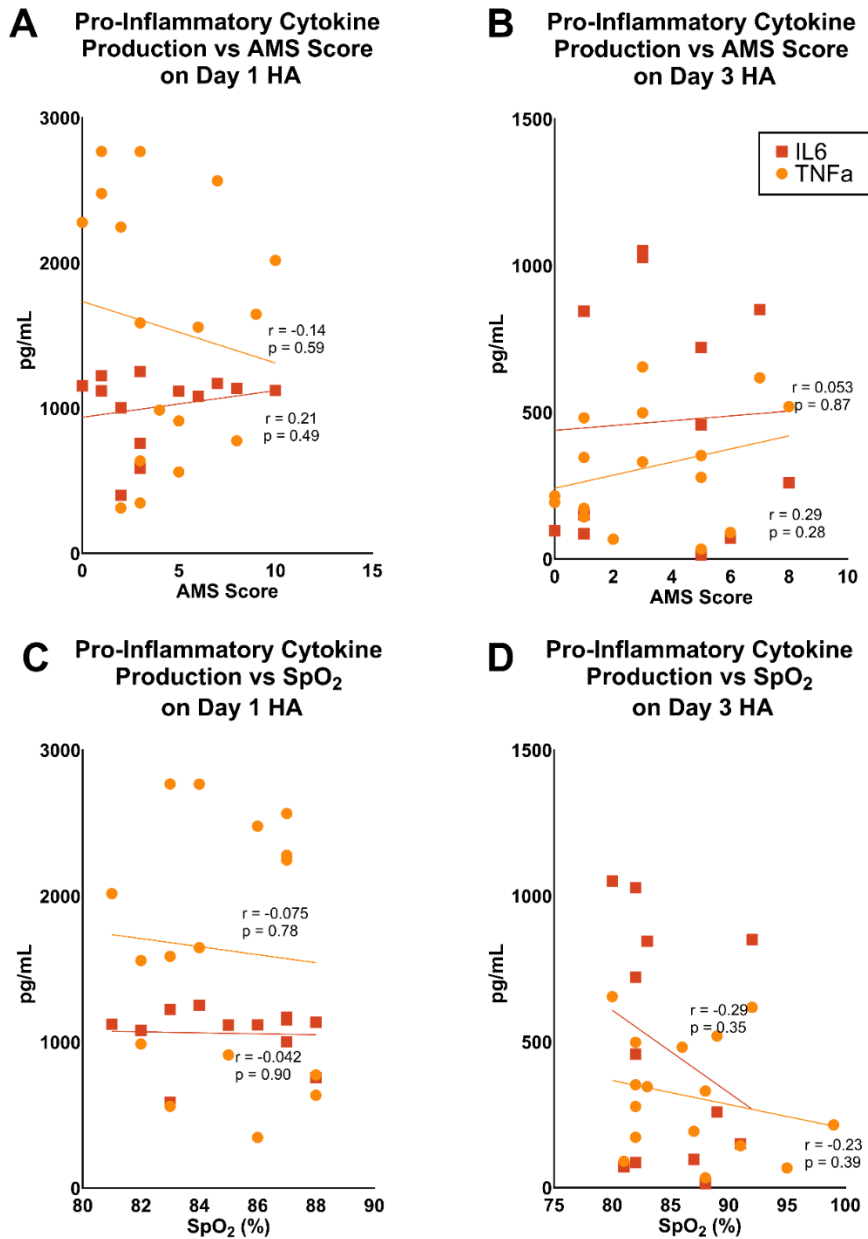 A
Pro-Inflammatory Cytokine
Production vs AMS Score
on Day 1 HA
3000
2000
1000
0
pg/mL
r = -0.14
p = 0.59
r = 0.21
p = 0.49
0
5
10
15
AMS Score
B
Pro-Inflammatory Cytokine
Production vs AMS Score
on Day 3 HA
1500
1000
500
0
pg/mL
IL6
TNFa
r = 0.053
p = 0.87
r = 0.29
p = 0.28
0
2
4
6
8
10
AMS Score
C
Pro-Inflammatory Cytokine
Production vs SpO₂
on Day 1 HA
3000
2000
1000
0
pg/mL
r = -0.075
p = 0.78
r = -0.042
p = 0.90
80
82
84
86
88
90
SpO₂ (%)
D
Pro-Inflammatory Cytokine
Production vs SpO₂
on Day 3 HA
1500
1000
500
0
pg/mL
r = -0.29
p = 0.35
r = -0.23
p = 0.39
75
80
85
90
95
100
SpO₂ (%)